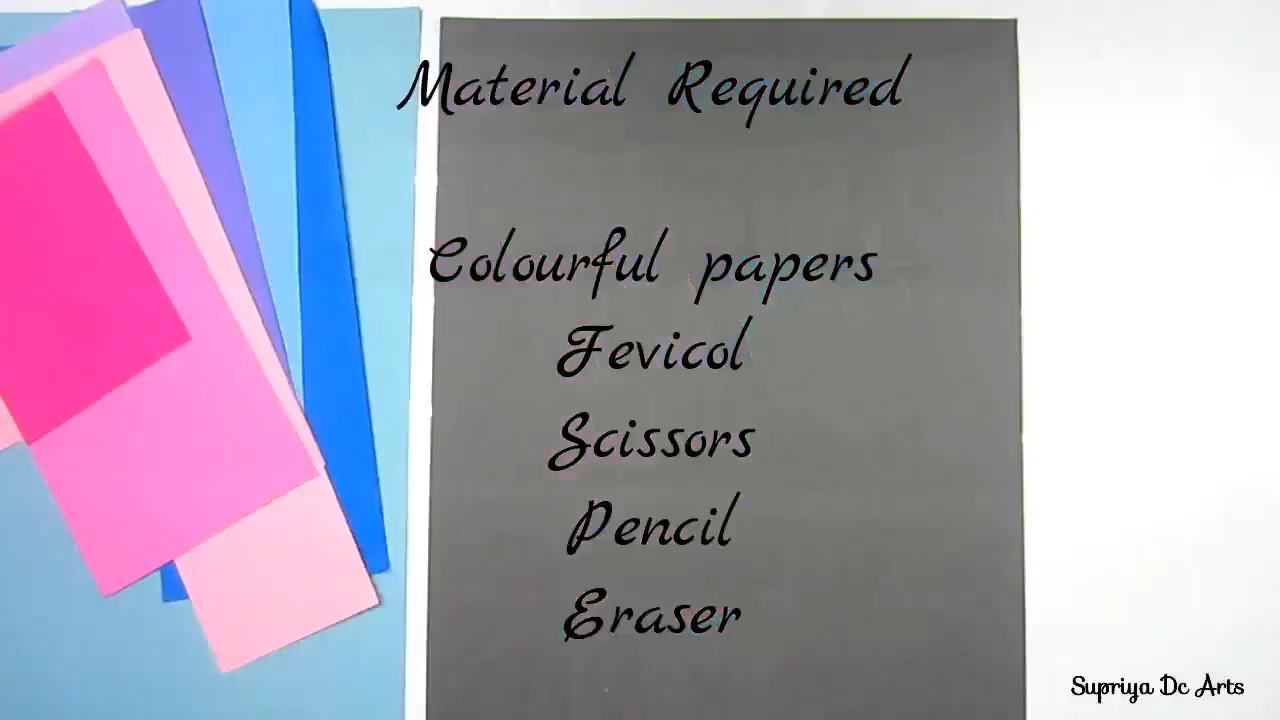 Material Required
Colourful papers
Fevicol
Scissors
Pencil
Eraser
Supriya Dc Arts